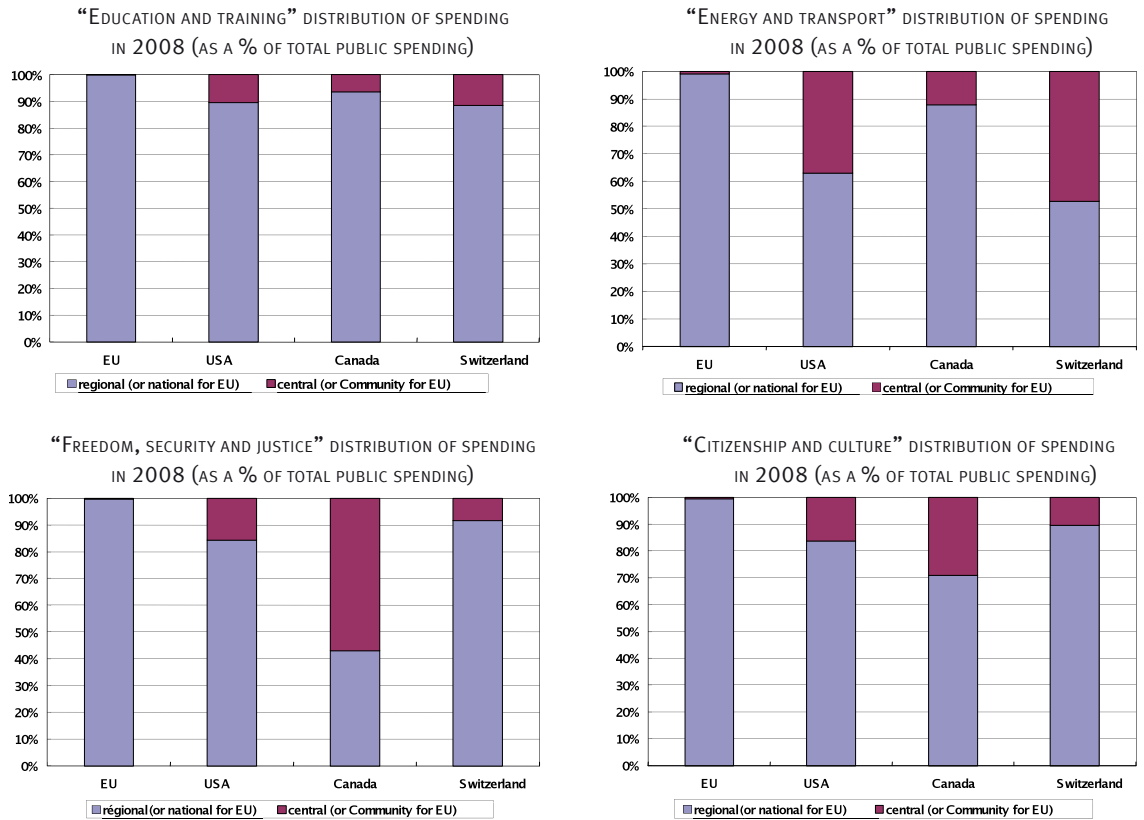 “Education and training” distribution of spending
in 2008 (as a % of total public spending)
100%
90%
80%
70%
60%
50%
40%
30%
20%
10%
0%
EU USA Canada Switzerland
regional (or national for EU) central (or Community for EU)
“Energy and transport” distribution of spending
in 2008 (as a % of total public spending)
100%
90%
80%
70%
60%
50%
40%
30%
20%
10%
0%
EU USA Canada Switzerland
regional (or national for EU) central (or Community for EU)
“Freedom, security and justice” distribution of spending
in 2008 (as a % of total public spending)
100%
90%
80%
70%
60%
50%
40%
30%
20%
10%
0%
EU USA Canada Switzerland
régional (or national for EU) central (or Community for EU)
“Citizenship and culture” distribution of spending
in 2008 (as a % of total public spending)
100%
90%
80%
70%
60%
50%
40%
30%
20%
10%
0%
EU USA Canada Switzerland
regional (or national for EU) central (or Community for EU)